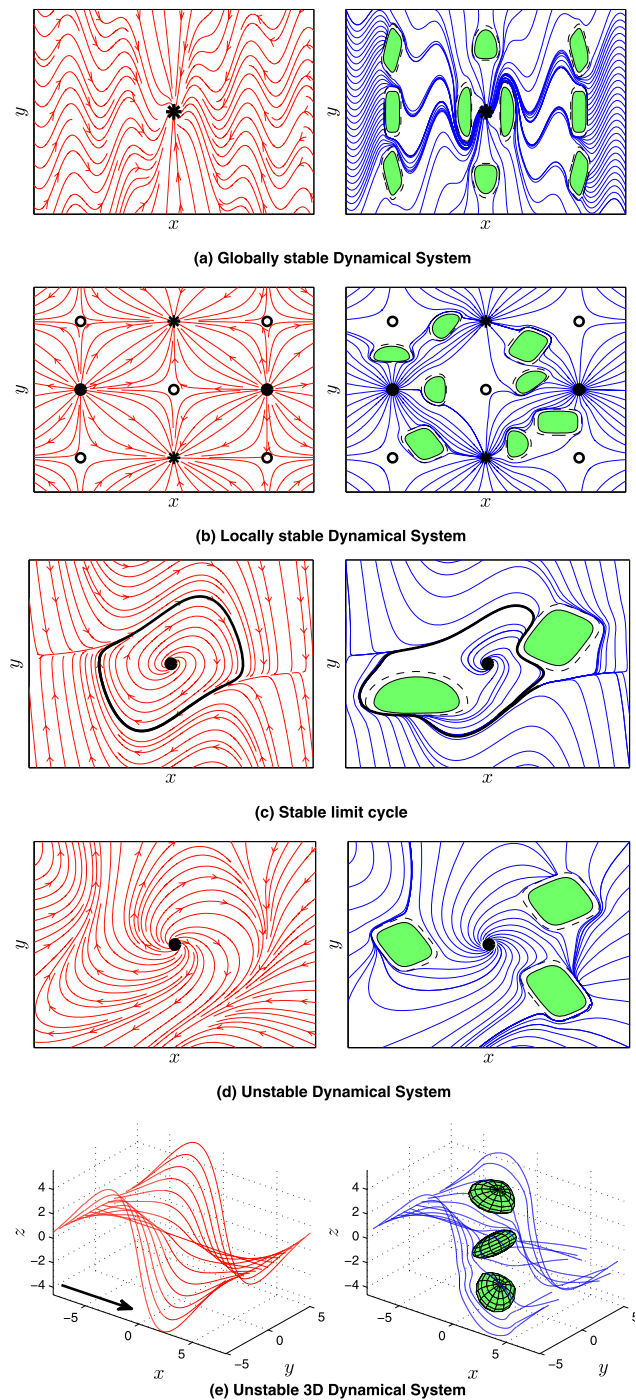 y
x
y
x
(a) Globally stable Dynamical System
y
x
y
x
(b) Locally stable Dynamical System
y
x
y
x
(c) Stable limit cycle
y
x
y
x
(d) Unstable Dynamical System
4
2
0
−2
−4
z
−5
0
5
x
−5
0
5
y
4
2
0
−2
−4
z
−5
0
5
x
−5
0
5
y
(e) Unstable 3D Dynamical System